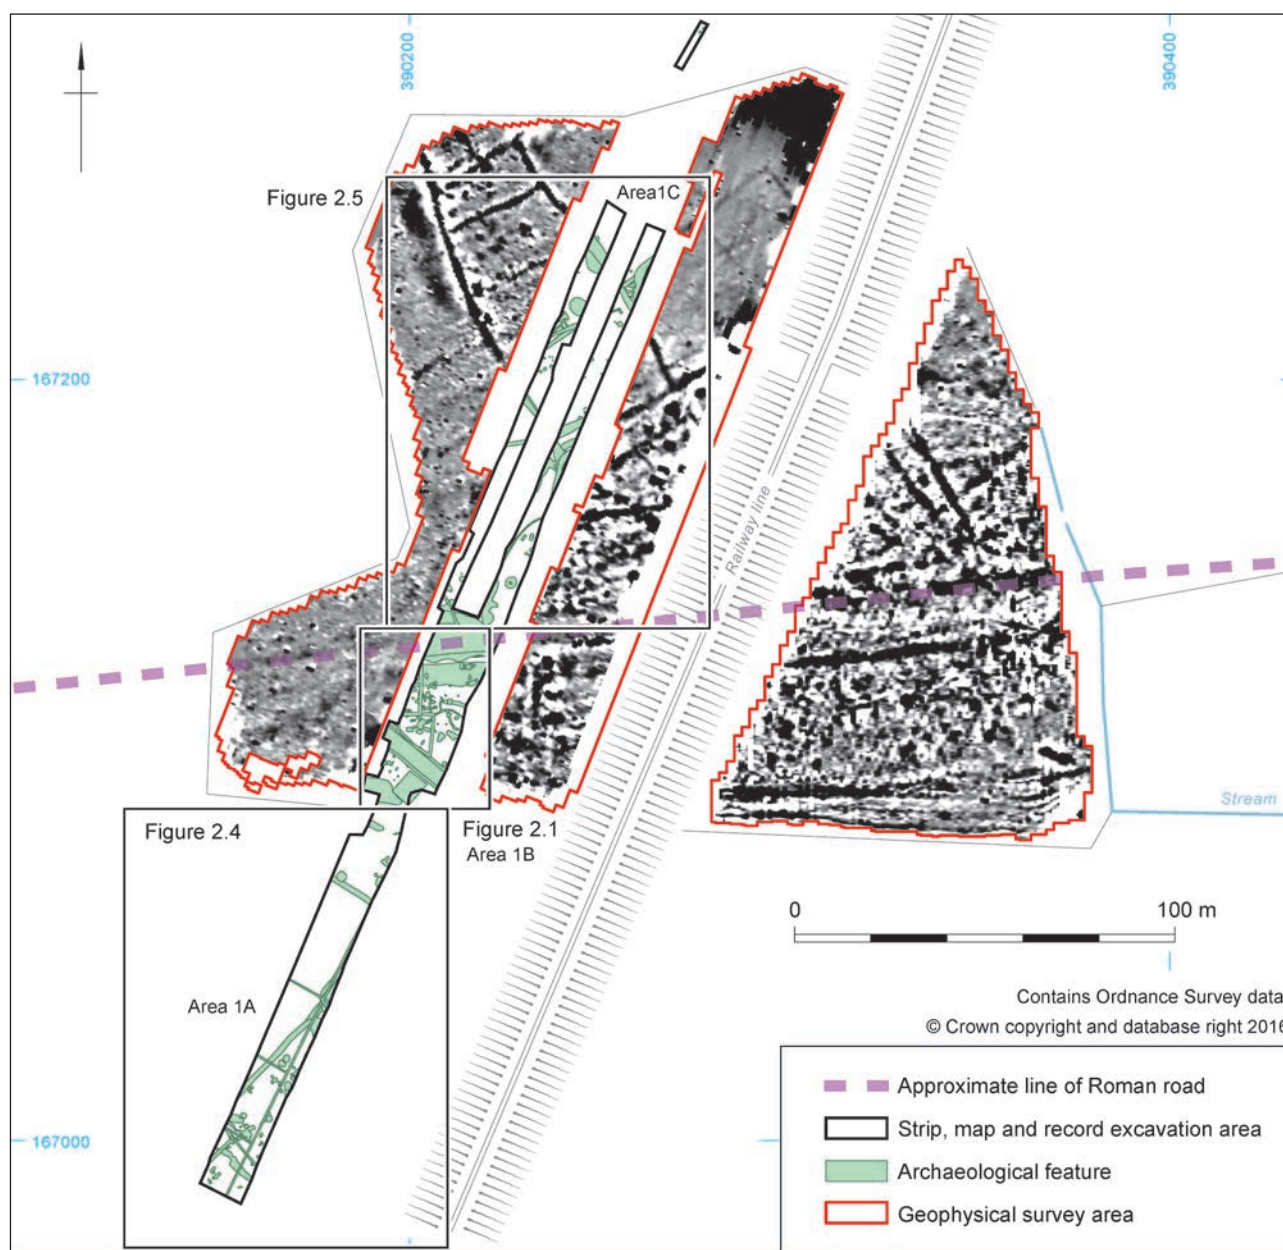 390200
390400
Figure 2.5
Area1C
167200
Railway line
Stream
Figure 2.4
Figure 2.1
Area 1B
0 100 m
Area 1A
Contains Ordnance Survey data
© Crown copyright and database right 2016
167000
Approximate line of Roman road
Strip, map and record excavation area
Archaeological feature
Geophysical survey area